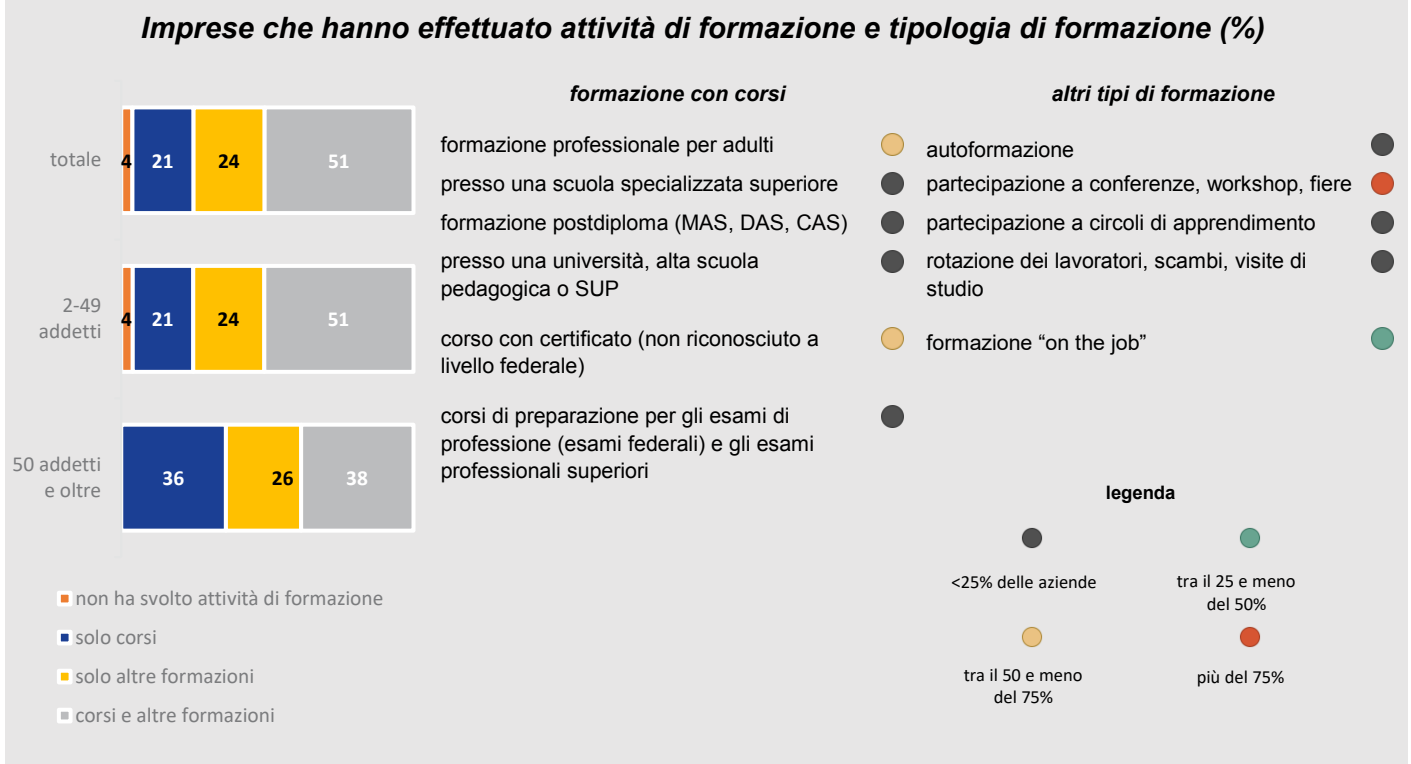 Imprese che hanno effettuato attività di formazione e tipologia di formazione (%)
totale
4
21
24
51
2-49
addetti
4
21
24
51
50 addetti
e oltre
36
26
38
non ha svolto attività di formazione
solo corsi
solo altre formazioni
corsi e altre formazioni
formazione con corsi
formazione professionale per adulti
presso una scuola specializzata superiore
formazione postdiploma (MAS, DAS, CAS)
presso una università, alta scuola
pedagogica o SUP
corso con certificato (non riconosciuto a
livello federale)
corsi di preparazione per gli esami di
professione (esami federali) e gli esami
professionali superiori
altri tipi di formazione
autoformazione
partecipazione a conferenze, workshop, fiere
partecipazione a circoli di apprendimento
rotazione dei lavoratori, scambi, visite di
studio
formazione “on the job”
legenda
<25% delle aziende
tra il 25 e meno
del 50%
tra il 50 e meno
del 75%
più del 75%